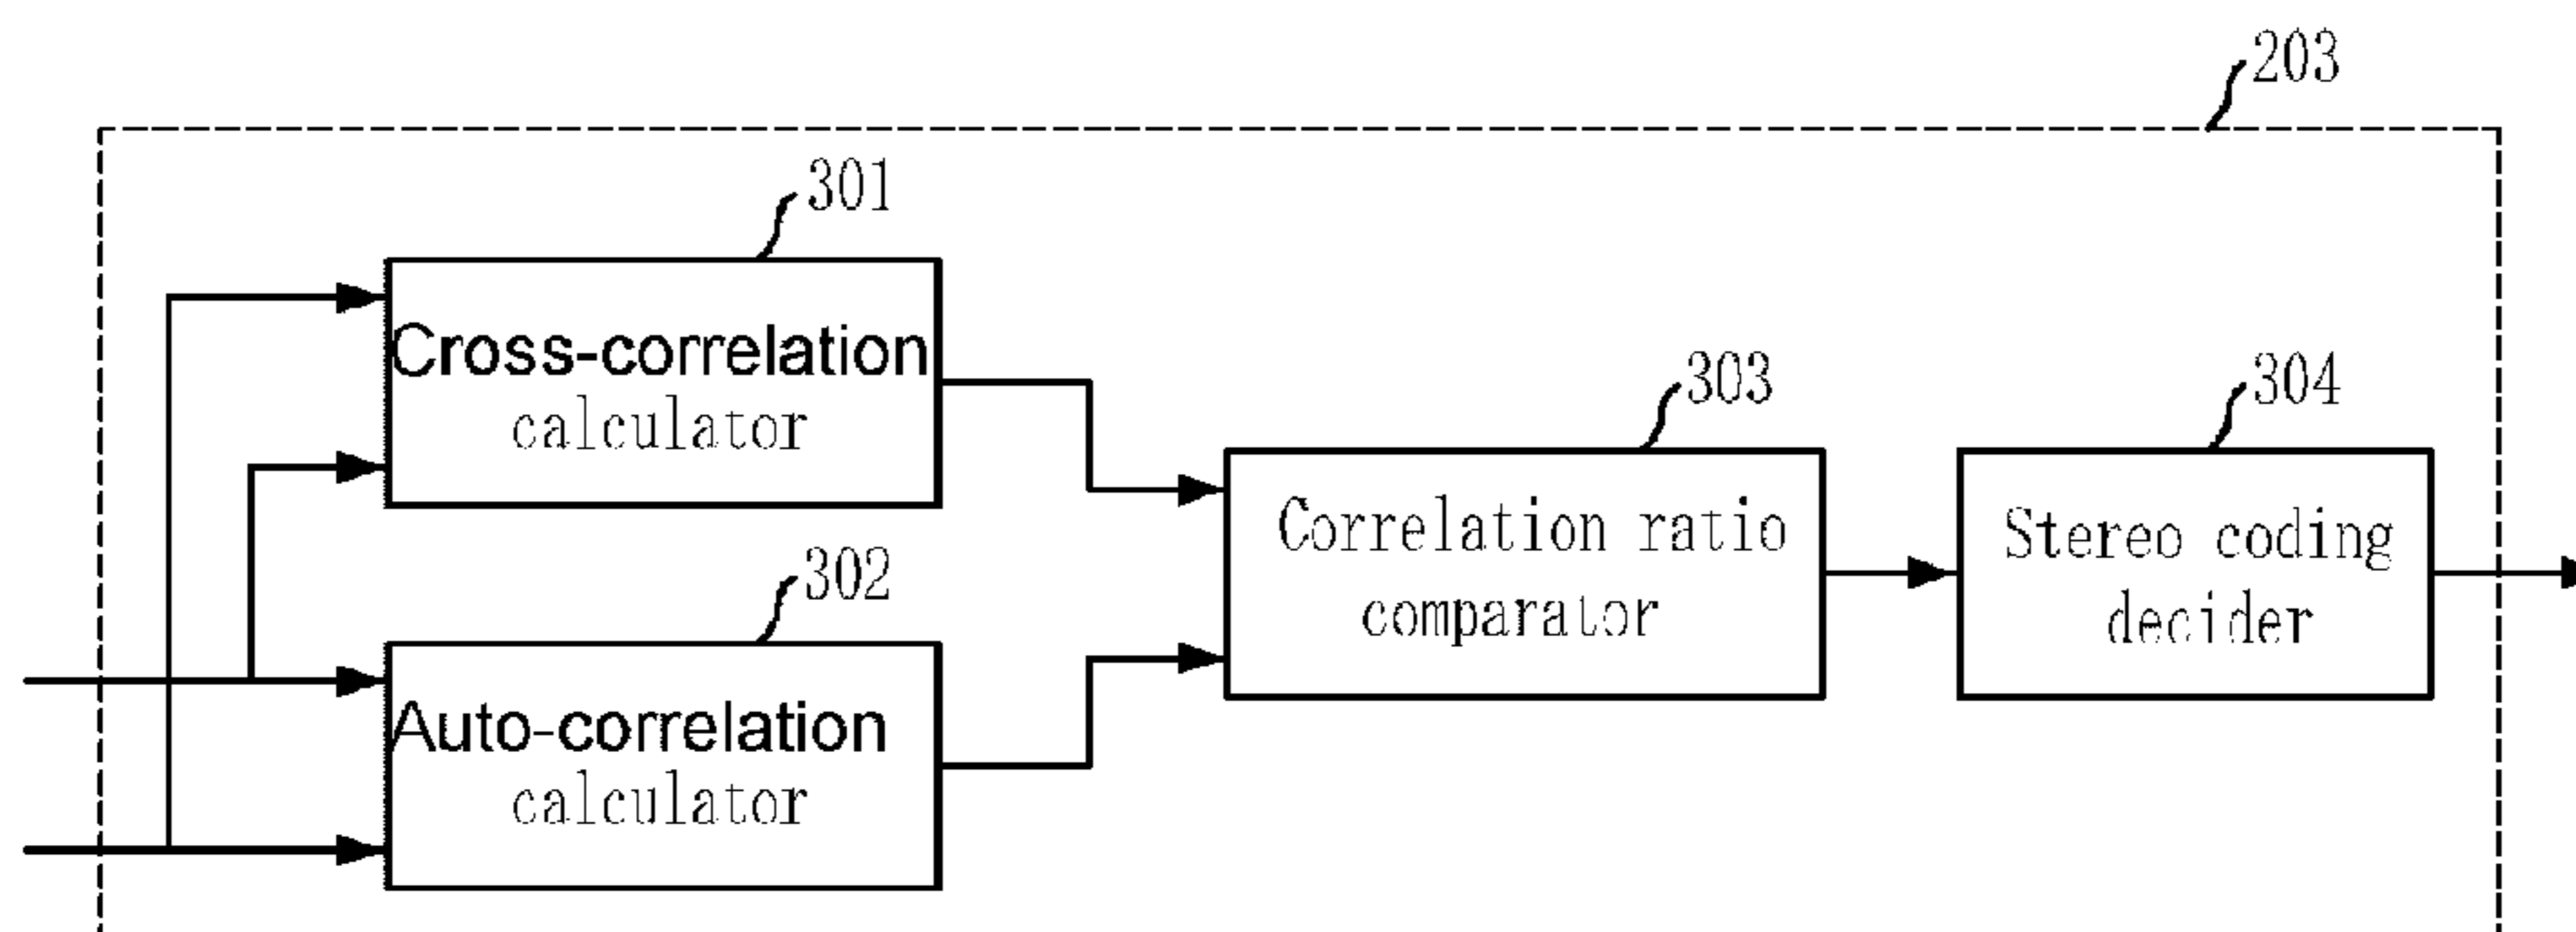 203
301
Cross-correlation
calculator
302
Auto-correlation
calculator
303
Correlation ratio
comparator
304
Stereo coding
decider